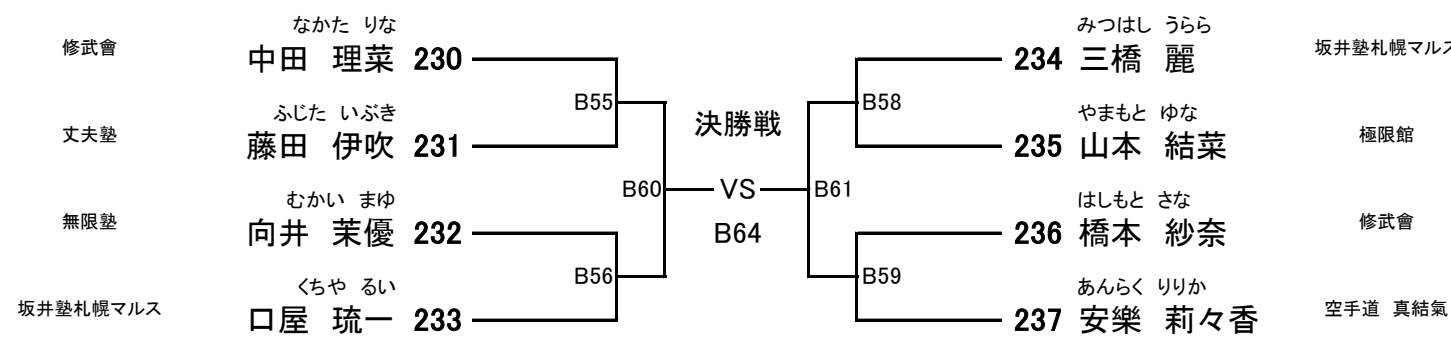 なかた りな
修武會 中田 理菜 230
ふじた いぶき
丈夫塾 藤田 伊吹 231
むかい まゆ
無限塾 向井 茉優 232
くちや るい
坂井塾札幌マルス 口屋 琉一 233
B55
B56
B60
決勝戦
VS
B64
B61
B58
B59
みつはし うらら
234 三橋 麗 坂井塾札幌マルス
やまもと ゆな
235 山本 結菜 極限館
はしもと さな
236 橋本 紗奈 修武會
あんらく りりか
237 安樂 莉々香 空手道 真結氣